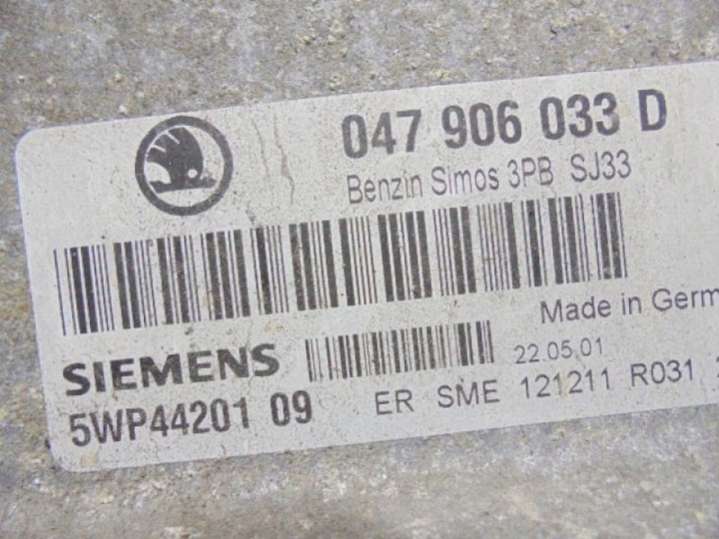 047 906 033 D
Benzin Simos 3PB SJ33
Made in Germ
SIEMENS
22.05.01
5WP44201 09
ER SME 121211 R031